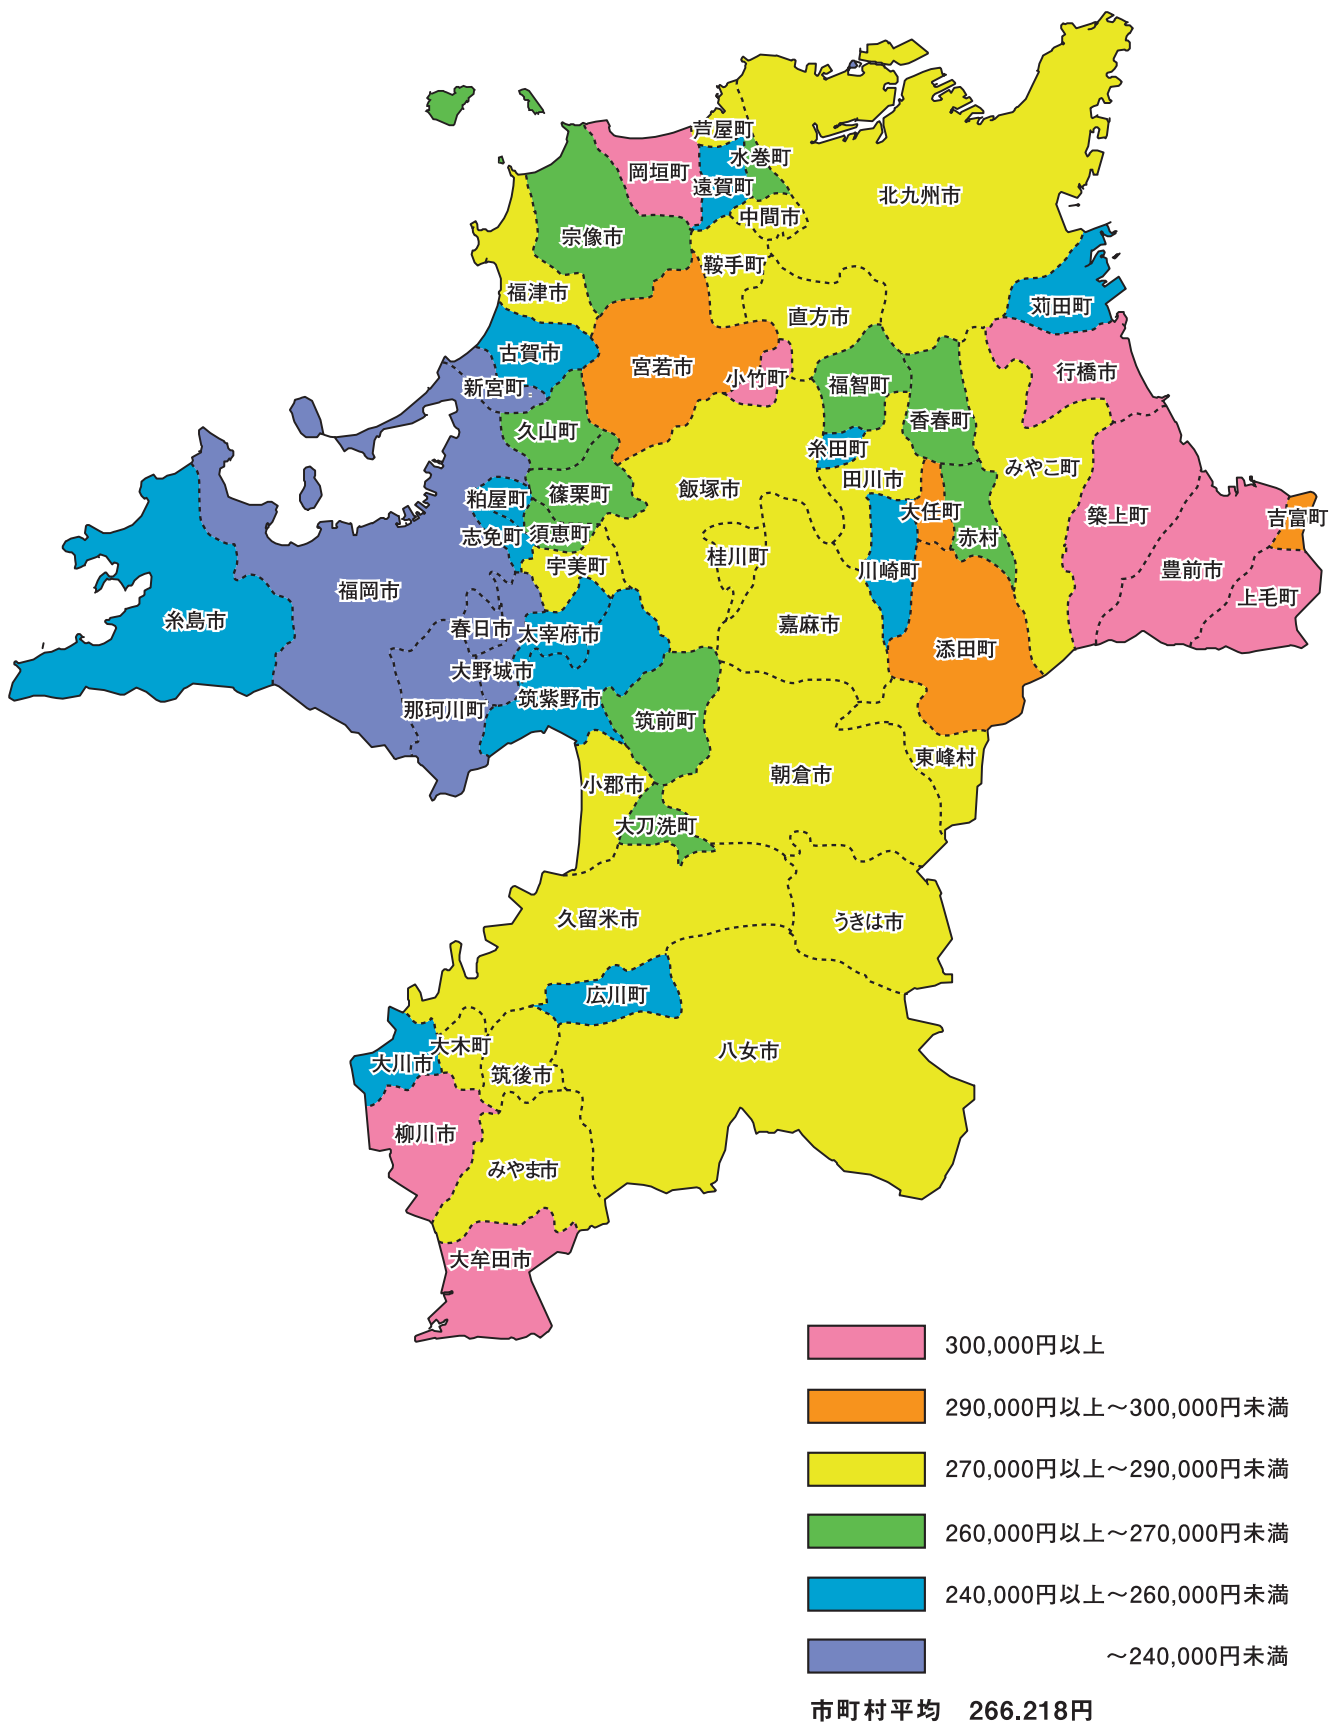 芦屋町
水巻町
岡垣町
遠賀町
北九州市
中間市
宗像市
鞍手町
福津市
苅田町
直方市
古賀市
宮若市
行橋市
小竹町
新宮町
福智町
香春町
久山町
糸田町
みやこ町
田川市
飯塚市
篠栗町
粕屋町
大任町
築上町
吉富町
志免町
須恵町
赤村
桂川町
宇美町
川崎町
豊前市
福岡市
上毛町
糸島市
嘉麻市
春日市
太宰府市
添田町
大野城市
筑紫野市
那珂川町
筑前町
東峰村
朝倉市
小郡市
大刀洗町
久留米市
うきは市
広川町
大木町
八女市
大川市
筑後市
柳川市
みやま市
大牟田市
300,000円以上
290,000円以上～300,000円未満
270,000円以上～290,000円未満
260,000円以上～270,000円未満
240,000円以上～260,000円未満
～240,000円未満
市町村平均　266.218円